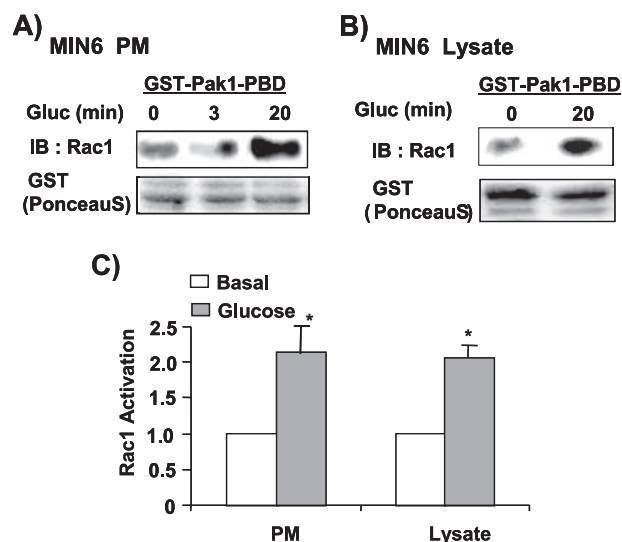 A)
MIN6 PM
GST-Pak1-PBD
Gluc (min) 0 3 20
IB : Rac1
GST
(PonceauS)
B)
MIN6 Lysate
GST-Pak1-PBD
Gluc (min) 0 20
IB : Rac1
GST
( PonceauS)
C)
Basal
Glucose
*
*
2.5
2.0
1.5
1.0
0.5
0
Rac1 Activation
PM Lysate